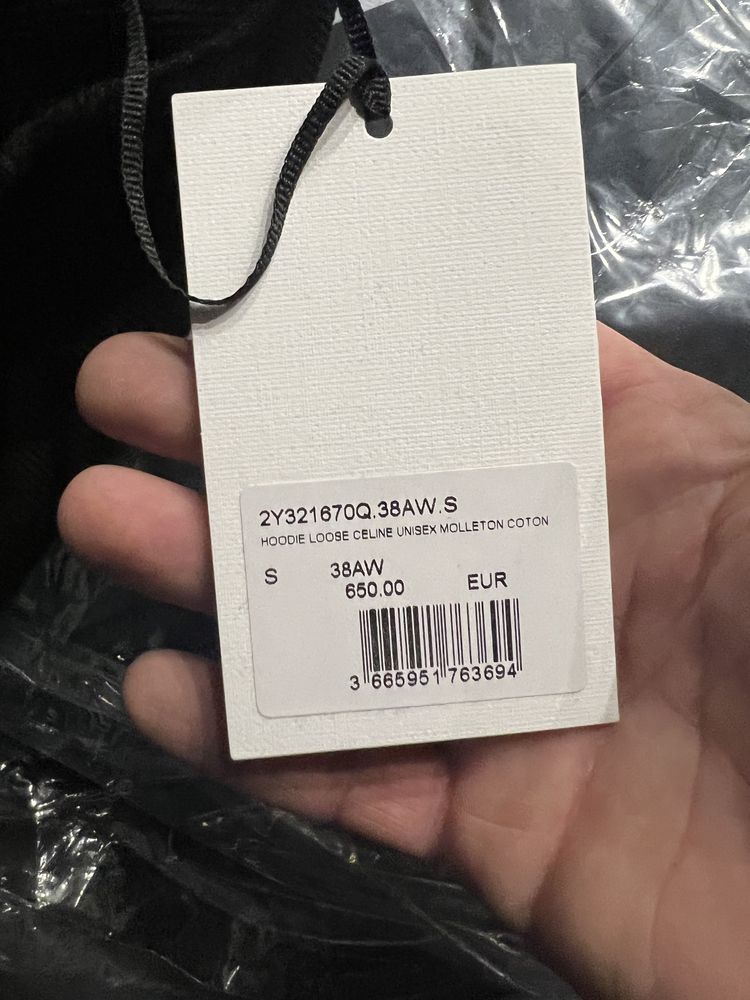 2Y321670Q.38AW.S
HOODIE LOOSE CELINE UNISEX MOLLETON COTON
S 38AW
650.00 EUR
3 665951 763694